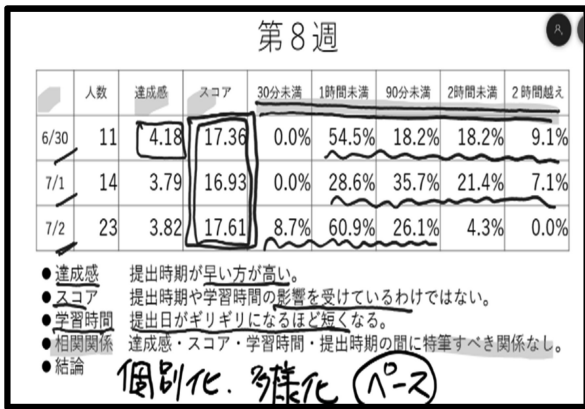 第8週
人数 達成感 スコア 30分未満 1時間未満 90分未満 2時間未満 2時間越え
6/30 11 4.18 17.36 0.0% 54.5% 18.2% 18.2% 9.1%
7/1 14 3.79 16.93 0.0% 28.6% 35.7% 21.4% 7.1%
7/2 23 3.82 17.61 8.7% 60.9% 26.1% 4.3% 0.0%
●達成感 提出時期が早い方が高い。
●スコア 提出時期や学習時間の影響を受けているわけではない。
●学習時間 提出日がギリギリになるほど短くなる。
●相関関係 達成感・スコア・学習時間・提出時期の間に特筆すべき関係なし。
●結論
個別化.多様化 ペース